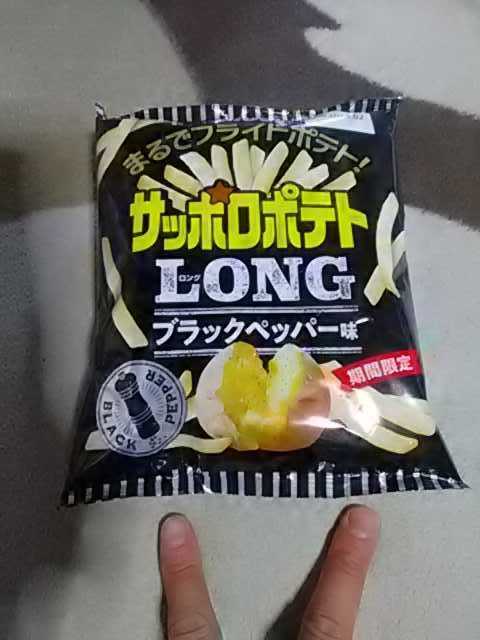 まるでフライドポテト!
サッポロポテト
ロング
LONG
ブラックペッパー味
期間限定
BLACK PEPPER